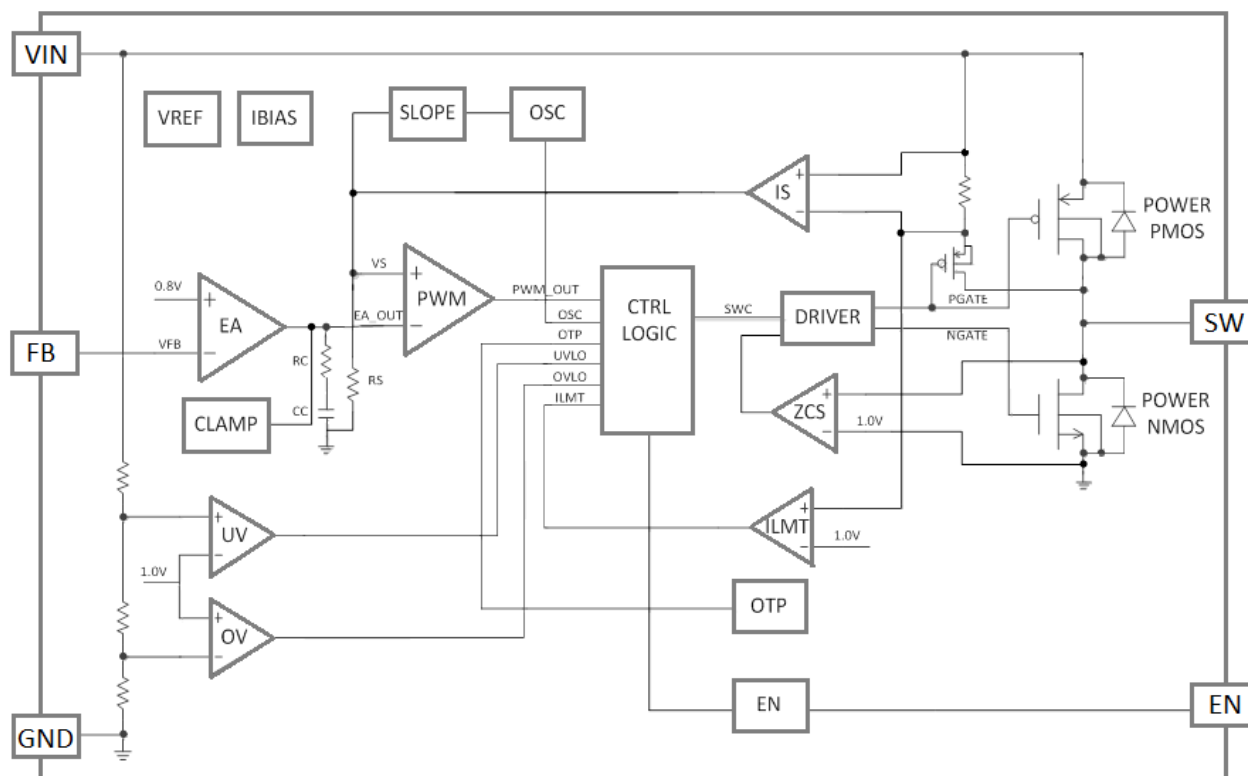 VIN
VREF
IBIAS
SLOPE
OSC
IS
POWER
PMOS
0.8V
EA
VFB
FB
VS
EA_OUT
PWM
PWM_OUT
OSC
OTP
UVLO
OVLO
ILMT
CTRL
LOGIC
SWC
DRIVER
PGATE
NGATE
SW
RC
CC
RS
CLAMP
ZCS
1.0V
POWER
NMOS
UV
1.0V
OV
ILMT
1.0V
OTP
EN
EN
GND